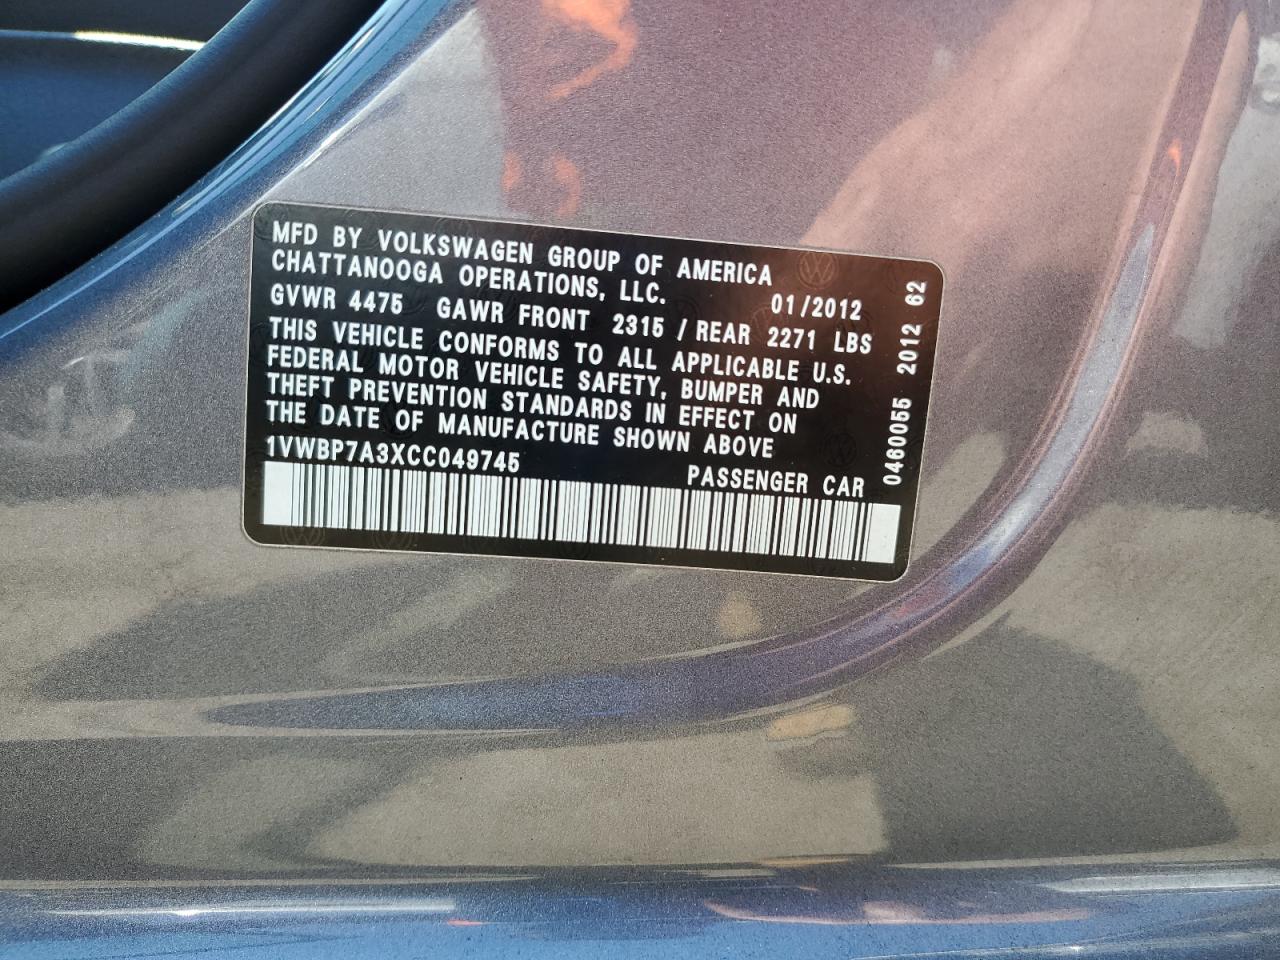 MFD BY VOLKSWAGEN GROUP OF AMERICA
CHATTANOOGA OPERATIONS, LLC. 01/2012
GVWR 4475 GAWR FRONT 2315 / REAR 2271 LBS
THIS VEHICLE CONFORMS TO ALL APPLICABLE U.S.
FEDERAL MOTOR VEHICLE SAFETY, BUMPER AND
THEFT PREVENTION STANDARDS IN EFFECT ON
THE DATE OF MANUFACTURE SHOWN ABOVE
1VWBP7A3XCC049745 PASSENGER CAR
0460055 2012 62